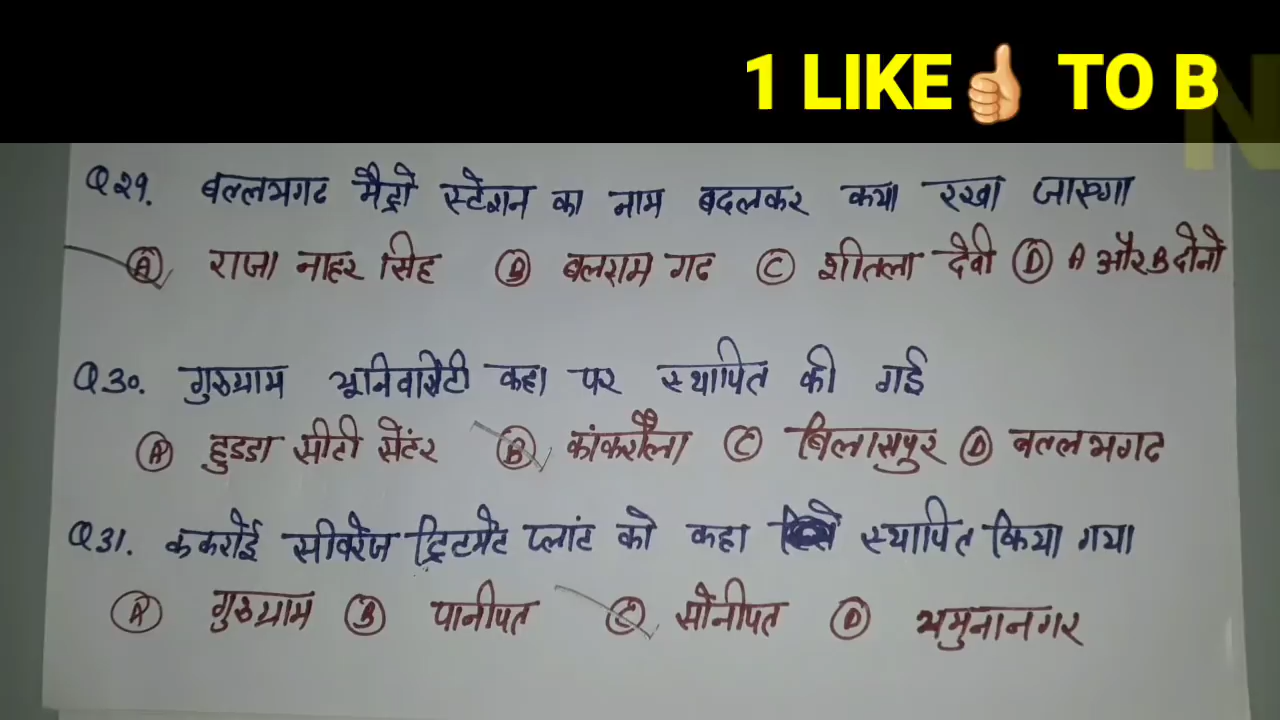 1 LIKE👍 TO B
N
Q29. बल्लभगढ मैट्रो स्टेशन का नाम बदलकर क्या रखा जाएगा
Ⓐ राजा नाहर सिंह Ⓑ बलराम गढ Ⓒ शीतला देवी Ⓓ A और B दोनो
Q30. गुरुग्राम यूनिवर्सिटी कहा पर स्थापित की गई
Ⓐ हुडडा सीटी सेंटर Ⓑ कांकरौला Ⓒ बिलासपुर Ⓓ बल्लभगढ
Q31. ककरोई सीवरेज ट्रिटमेंट प्लांट को कहा स्थापित किया गया
Ⓐ गुरुग्राम Ⓑ पानीपत Ⓒ सोनीपत Ⓓ यमुनानगर